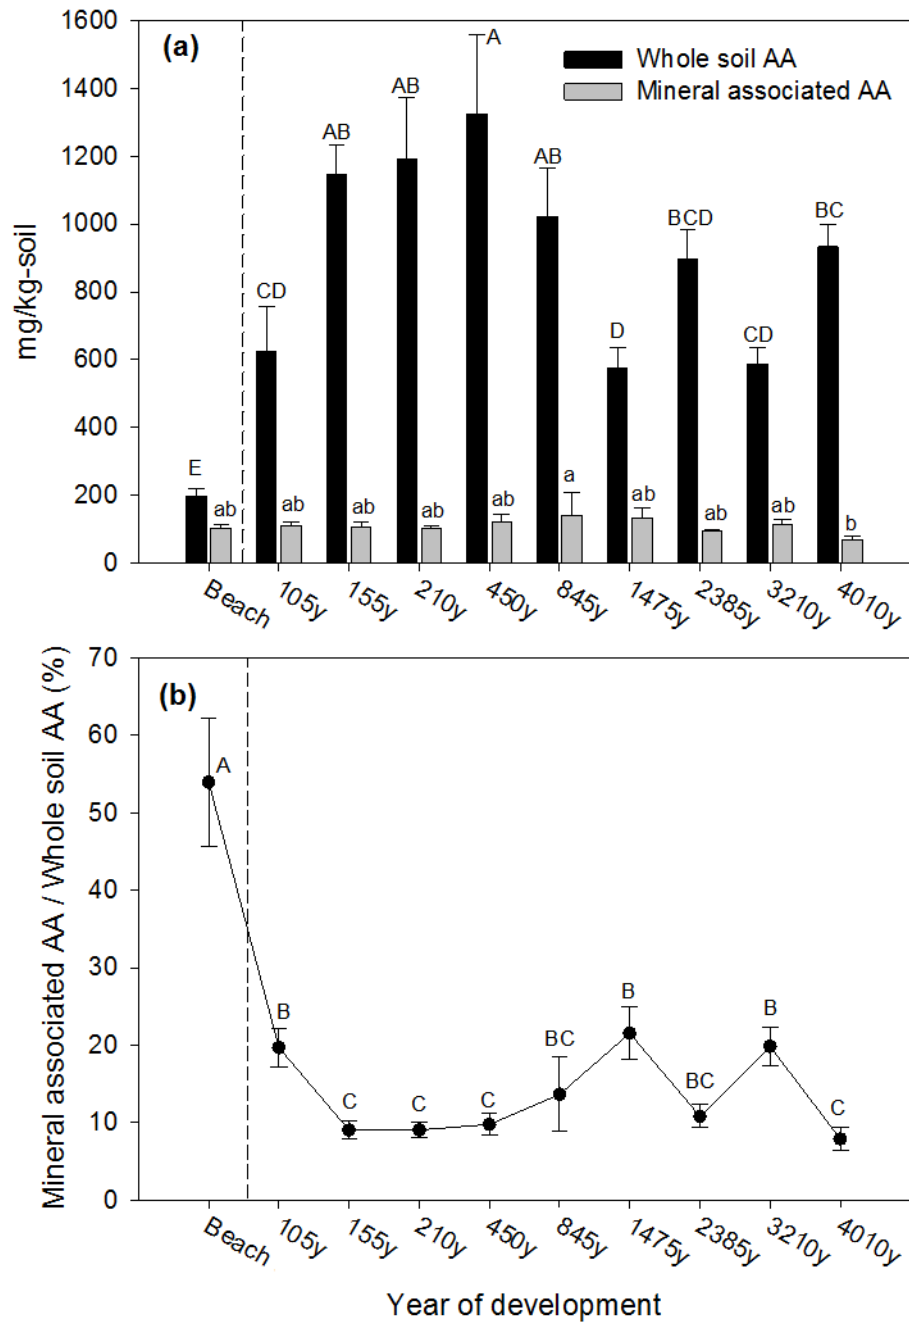 (a)
Whole soil AA
Mineral associated AA
mg/kg-soil
1600
1400
1200
1000
800
600
400
200
0
E
ab
CD
ab
AB
ab
AB
ab
A
ab
AB
a
D
ab
BCD
ab
CD
ab
BC
b
Beach
105y
155y
210y
450y
845y
1475y
2385y
3210y
4010y
(b)
Mineral associated AA / Whole soil AA (%)
70
60
50
40
30
20
10
0
A
B
C
C
C
BC
B
BC
B
C
Beach
105y
155y
210y
450y
845y
1475y
2385y
3210y
4010y
Year of development